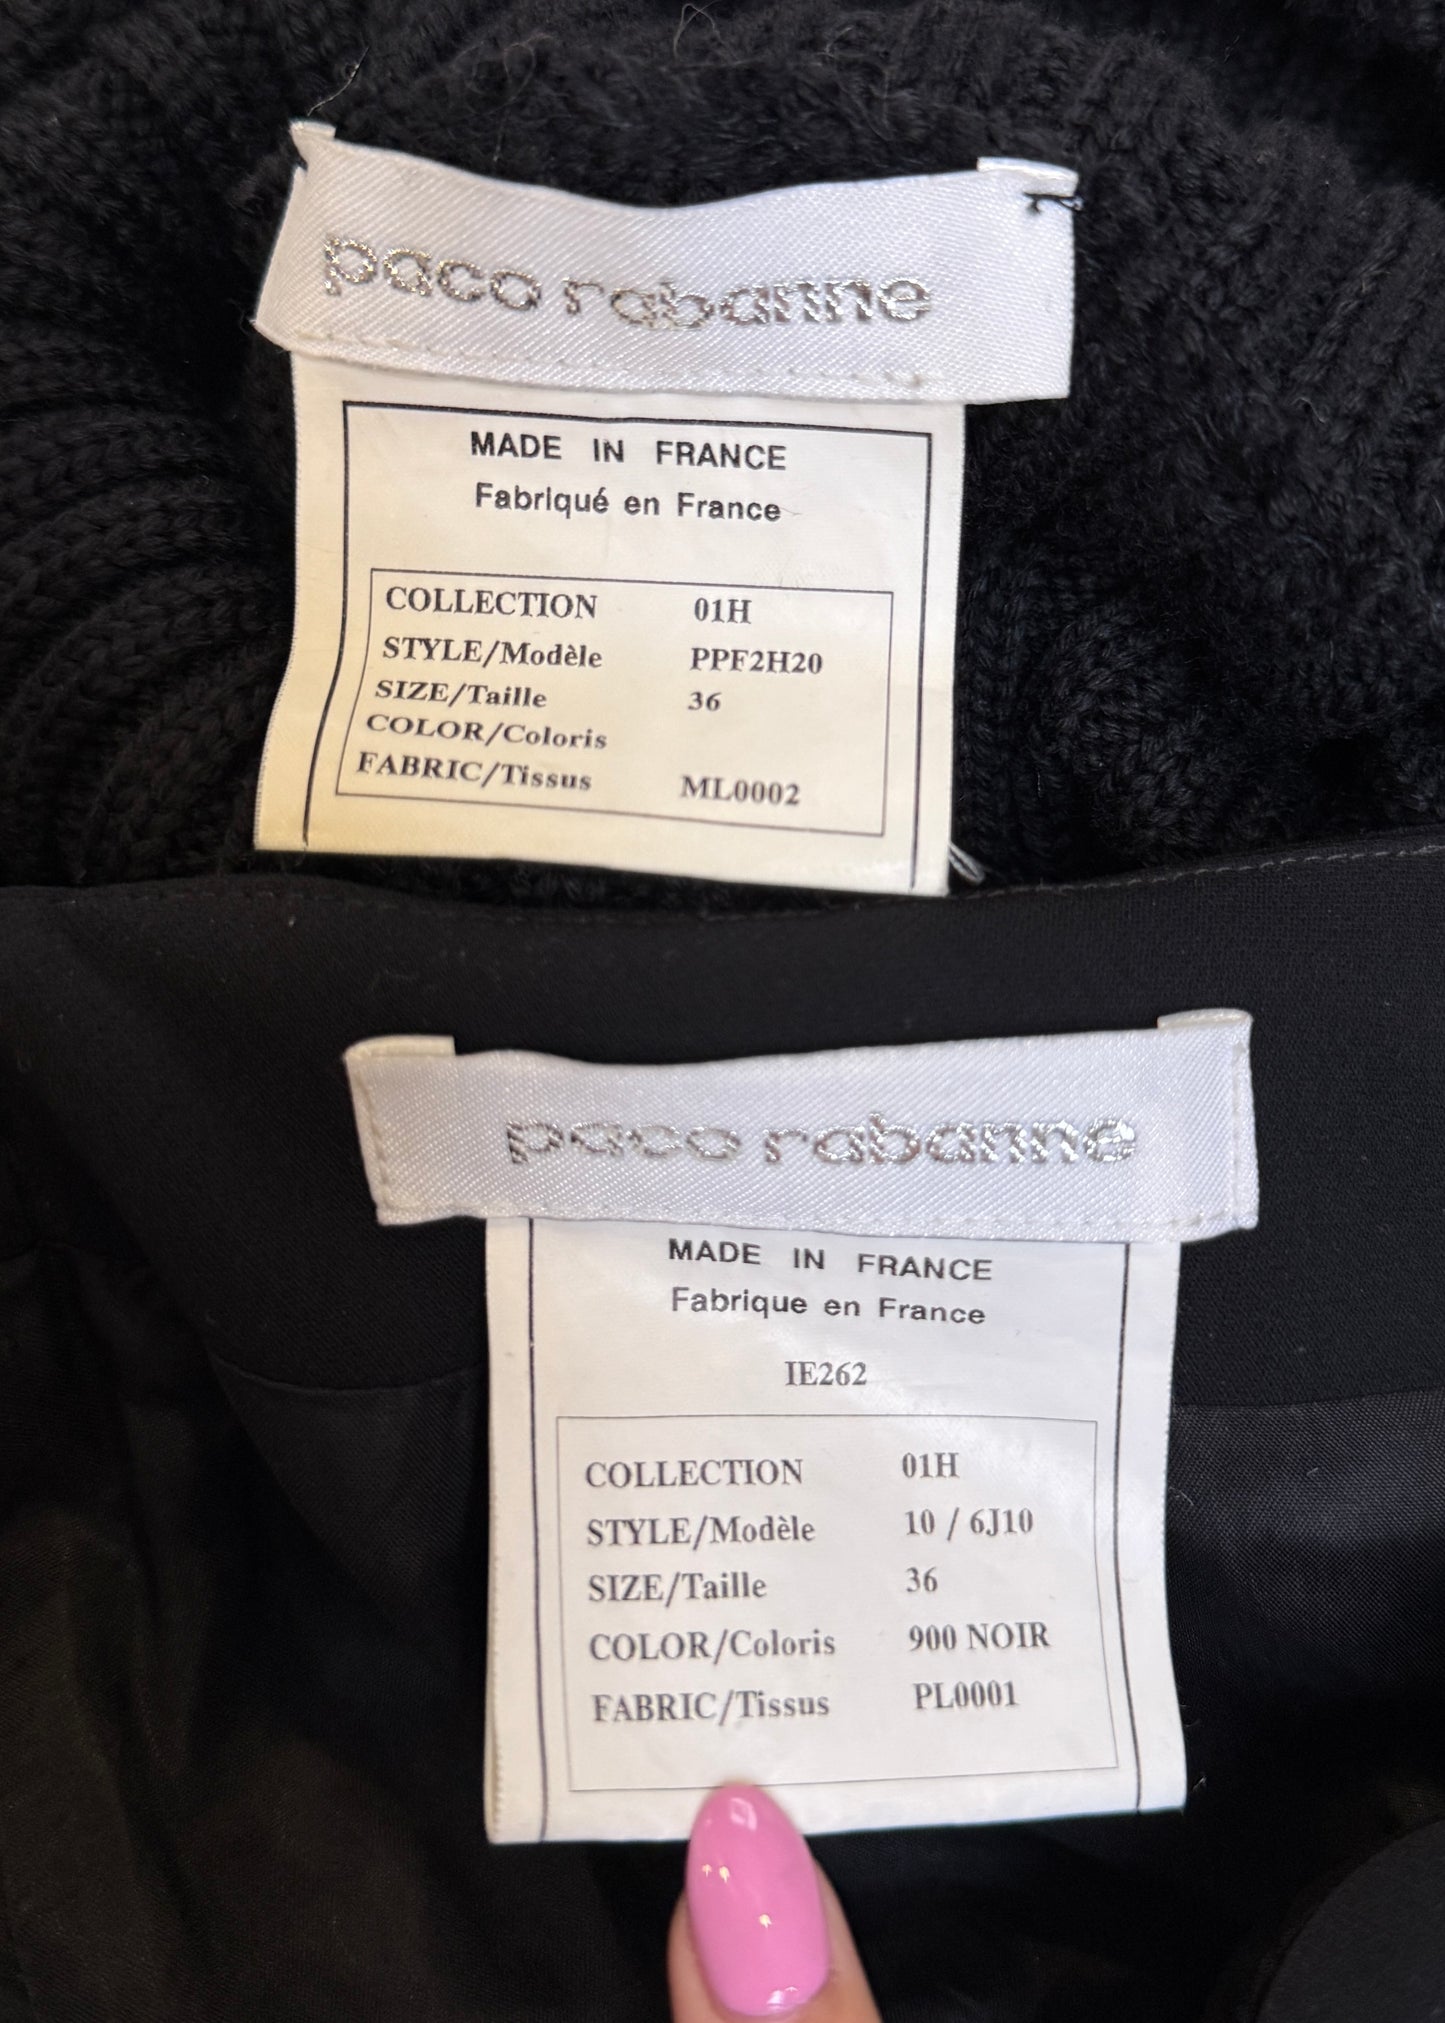 paco rabanne
MADE IN FRANCE
Fabriqué en France
COLLECTION 01H
STYLE/Modèle PPF2H20
SIZE/Taille 36
COLOR/Coloris
FABRIC/Tissus ML0002
paco rabanne
MADE IN FRANCE
Fabrique en France
IE262
COLLECTION 01H
STYLE/Modèle 10 / 6J10
SIZE/Taille 36
COLOR/Coloris 900 NOIR
FABRIC/Tissus PL0001